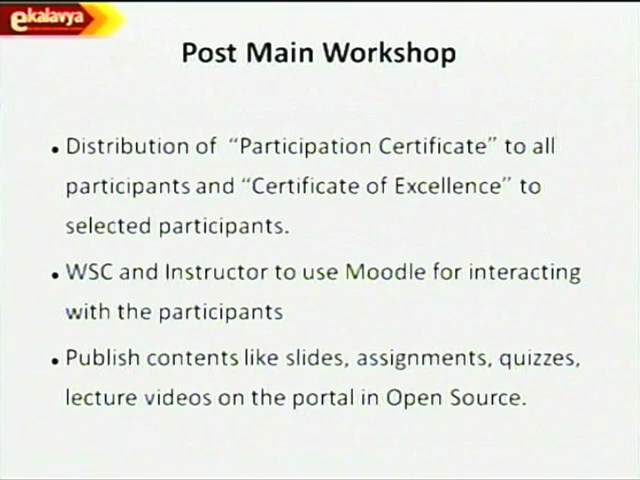 ekalavya
Post Main Workshop
• Distribution of “Participation Certificate” to all
participants and “Certificate of Excellence” to
selected participants.
• WSC and Instructor to use Moodle for interacting
with the participants
• Publish contents like slides, assignments, quizzes,
lecture videos on the portal in Open Source.